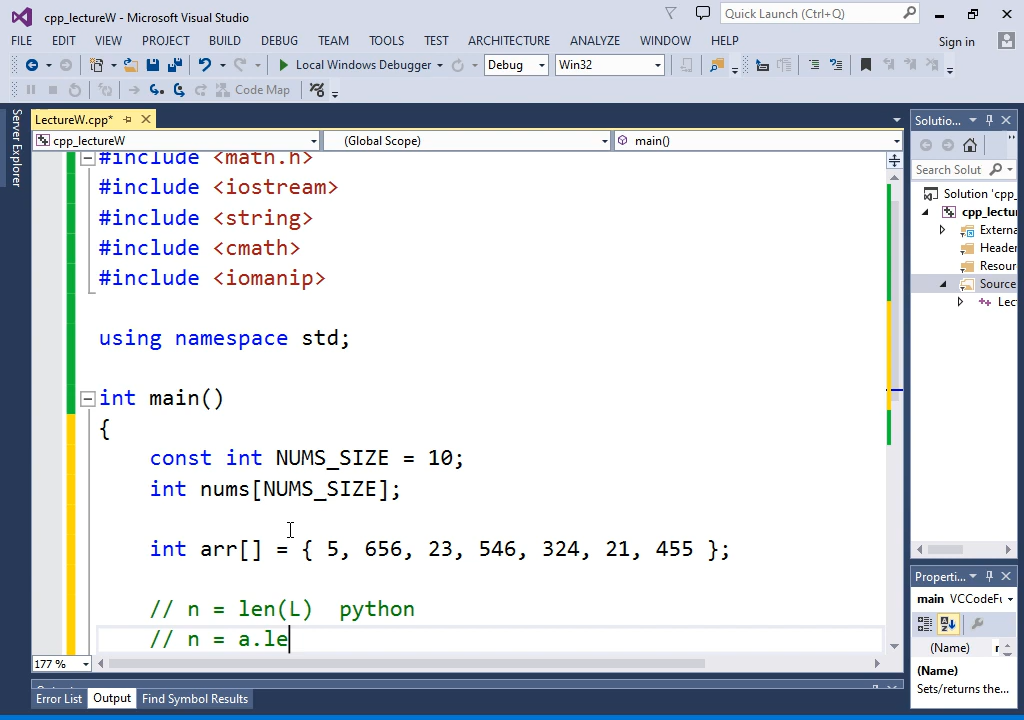 cpp_lectureW - Microsoft Visual Studio
Quick Launch (Ctrl+Q)
FILE EDIT VIEW PROJECT BUILD DEBUG TEAM TOOLS TEST ARCHITECTURE ANALYZE WINDOW HELP
Sign in
Local Windows Debugger Debug Win32
Code Map
Server Explorer
LectureW.cpp*
cpp_lectureW (Global Scope) main()
#include <math.h>
#include <iostream>
#include <string>
#include <cmath>
#include <iomanip>
using namespace std;
int main()
{
const int NUMS_SIZE = 10;
int nums[NUMS_SIZE];
int arr[] = { 5, 656, 23, 546, 324, 21, 455 };
// n = len(L)  python
// n = a.le
177 %
Error List Output Find Symbol Results
Solutio...
Search Solut
Solution 'cpp_
cpp_lectu
Externa
Header
Resour
Source
Lec
Properti...
main VCCodeFu
(Name)
(Name)
Sets/returns the...